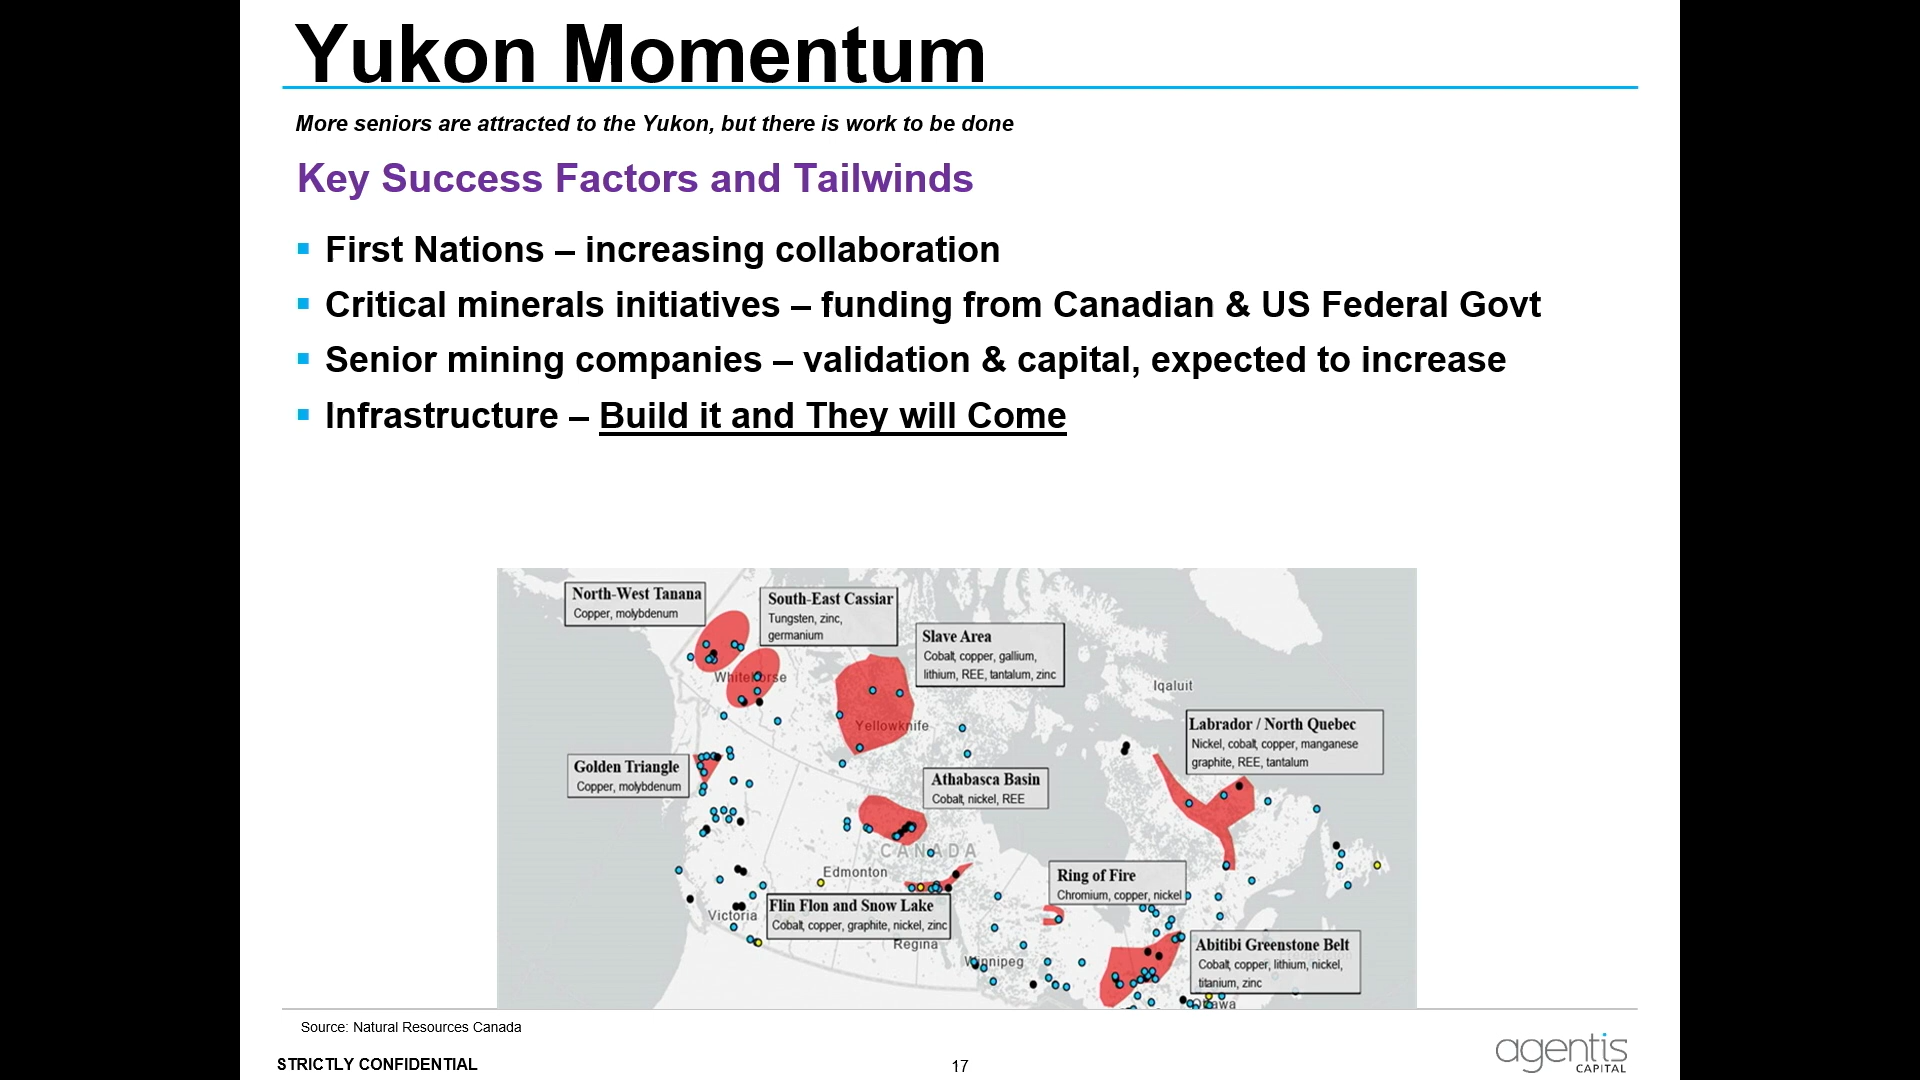 Yukon Momentum
More seniors are attracted to the Yukon, but there is work to be done
Key Success Factors and Tailwinds
First Nations – increasing collaboration
Critical minerals initiatives – funding from Canadian & US Federal Govt
Senior mining companies – validation & capital, expected to increase
Infrastructure – Build it and They will Come
North-West Tanana
Copper, molybdenum
South-East Cassiar
Tungsten, zinc,
germanium
Slave Area
Cobalt, copper, gallium,
lithium, REE, tantalum, zinc
Whitehorse
Yellowknife
Iqaluit
Labrador / North Quebec
Nickel, cobalt, copper, manganese
graphite, REE, tantalum
Golden Triangle
Copper, molybdenum
Athabasca Basin
Cobalt, nickel, REE
CANADA
Edmonton
Ring of Fire
Chromium, copper, nickel
Flin Flon and Snow Lake
Cobalt, copper, graphite, nickel, zinc
Victoria
Regina
Winnipeg
Abitibi Greenstone Belt
Cobalt, copper, lithium, nickel,
titanium, zinc
Ottawa
Source: Natural Resources Canada
STRICTLY CONFIDENTIAL
17
agentis
CAPITAL